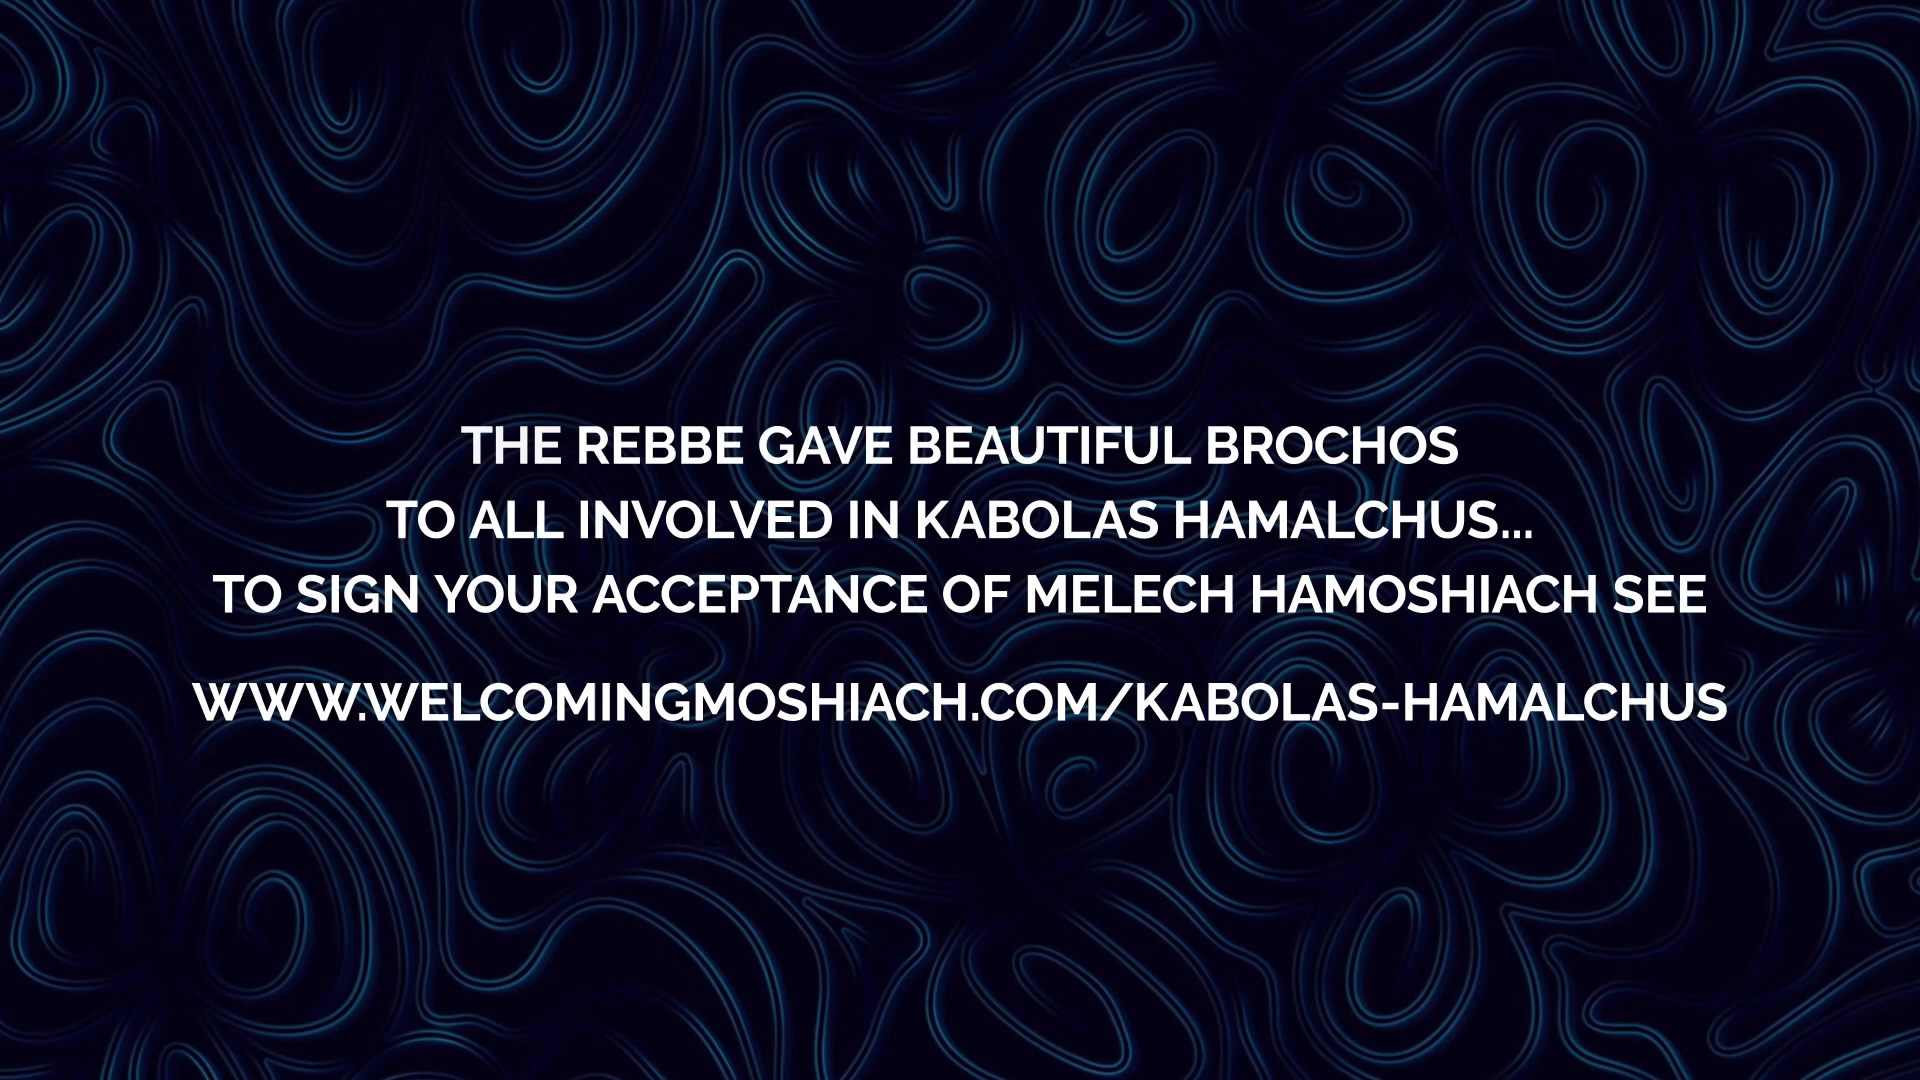 THE REBBE GAVE BEAUTIFUL BROCHOS
TO ALL INVOLVED IN KABOLAS HAMALCHUS...
TO SIGN YOUR ACCEPTANCE OF MELECH HAMOSHIACH SEE
WWW.WELCOMINGMOSHIACH.COM/KABOLAS-HAMALCHUS